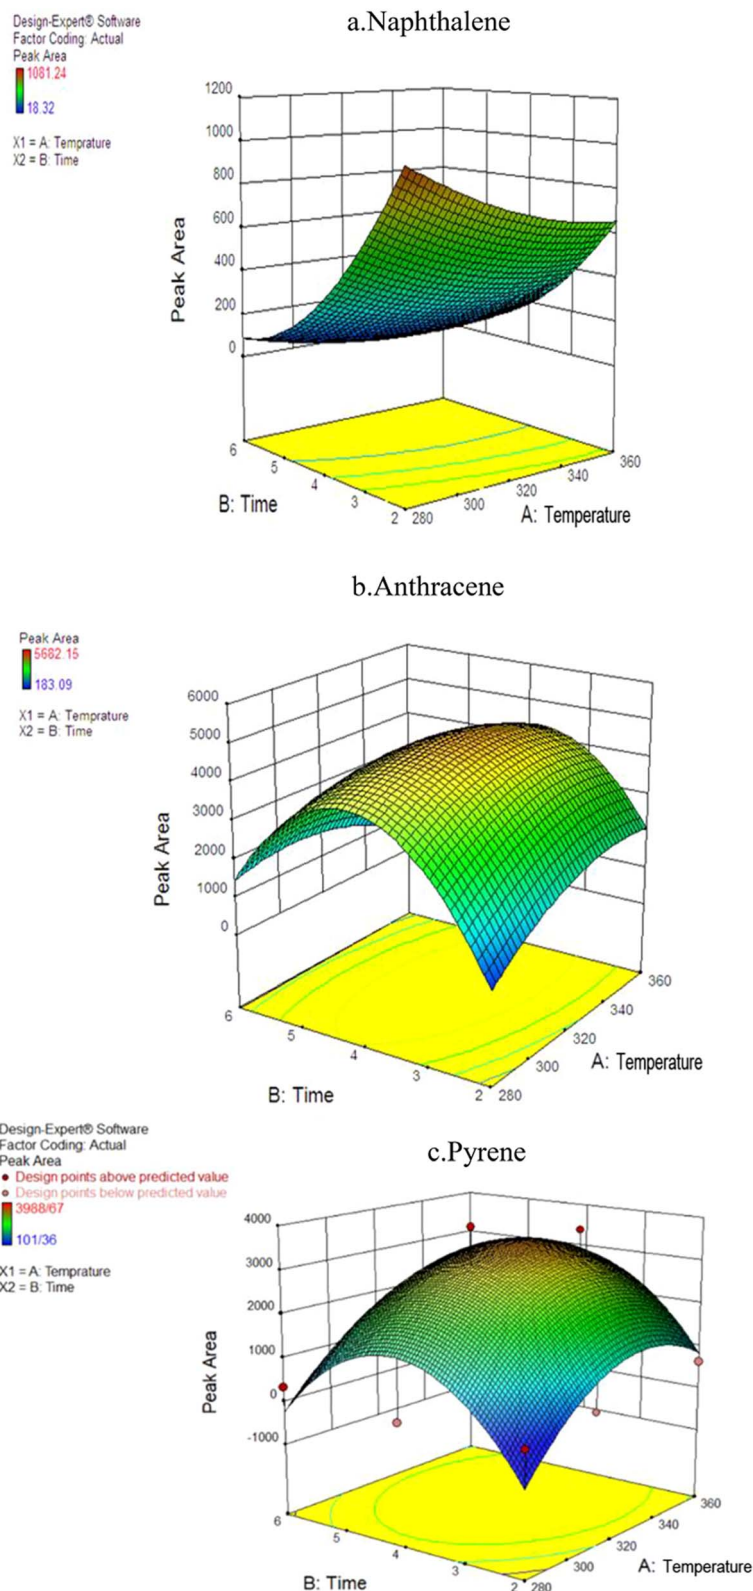 a.Naphthalene
Design-Expert® Software
Factor Coding: Actual
Peak Area
1081.24
18.32
X1 = A: Temprature
X2 = B: Time
1200
1000
800
600
400
200
0
Peak Area
6
5
4
3
2
280
300
320
340
360
B: Time
A: Temperature
b.Anthracene
Peak Area
5682.15
183.09
X1 = A: Temprature
X2 = B: Time
6000
5000
4000
3000
2000
1000
0
Peak Area
6
5
4
3
2
280
300
320
340
360
B: Time
A: Temperature
c.Pyrene
Design-Expert® Software
Factor Coding: Actual
Peak Area
Design points above predicted value
Design points below predicted value
3988/67
101/36
X1 = A: Temprature
X2 = B: Time
4000
3000
2000
1000
0
-1000
Peak Area
6
5
4
3
2
280
300
320
340
360
B: Time
A: Temperature